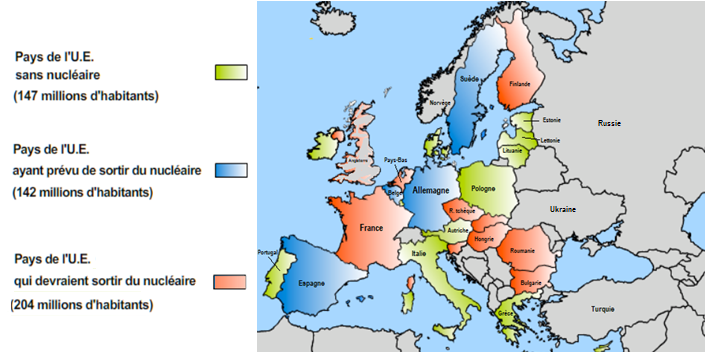 Pays de l'U.E.
sans nucléaire
(147 millions d'habitants)
Pays de l'U.E.
ayant prévu de sortir du nucléaire
(142 millions d'habitants)
Pays de l'U.E.
qui devraient sortir du nucléaire
(204 millions d'habitants)
Suède
Finlande
Norvège
Estonie
Russie
Lettonie
Lituanie
Angleterre
Pays-Bas
Belgi
Allemagne
Pologne
Ukraine
R. tchèque
France
Autriche
Hongrie
Roumanie
Italie
Portugal
Espagne
Bulgarie
Grèce
Turquie